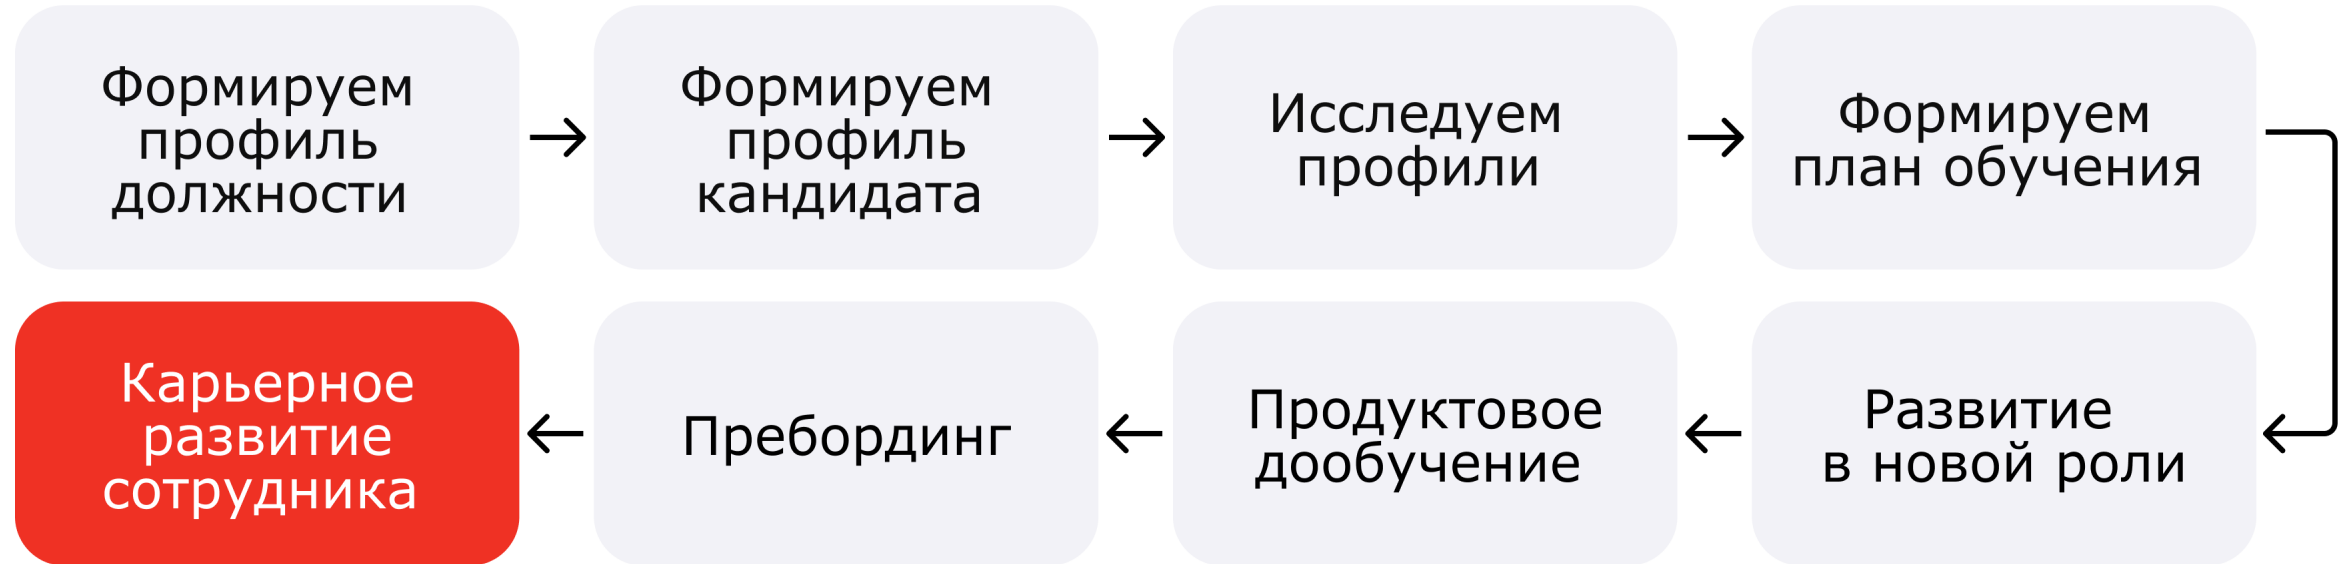 Формируем
профиль
должности
Формируем
профиль
кандидата
Исследуем
профили
Формируем
план обучения
Карьерное
развитие
сотрудника
Пребординг
Продуктовое
дообучение
Развитие
в новой роли